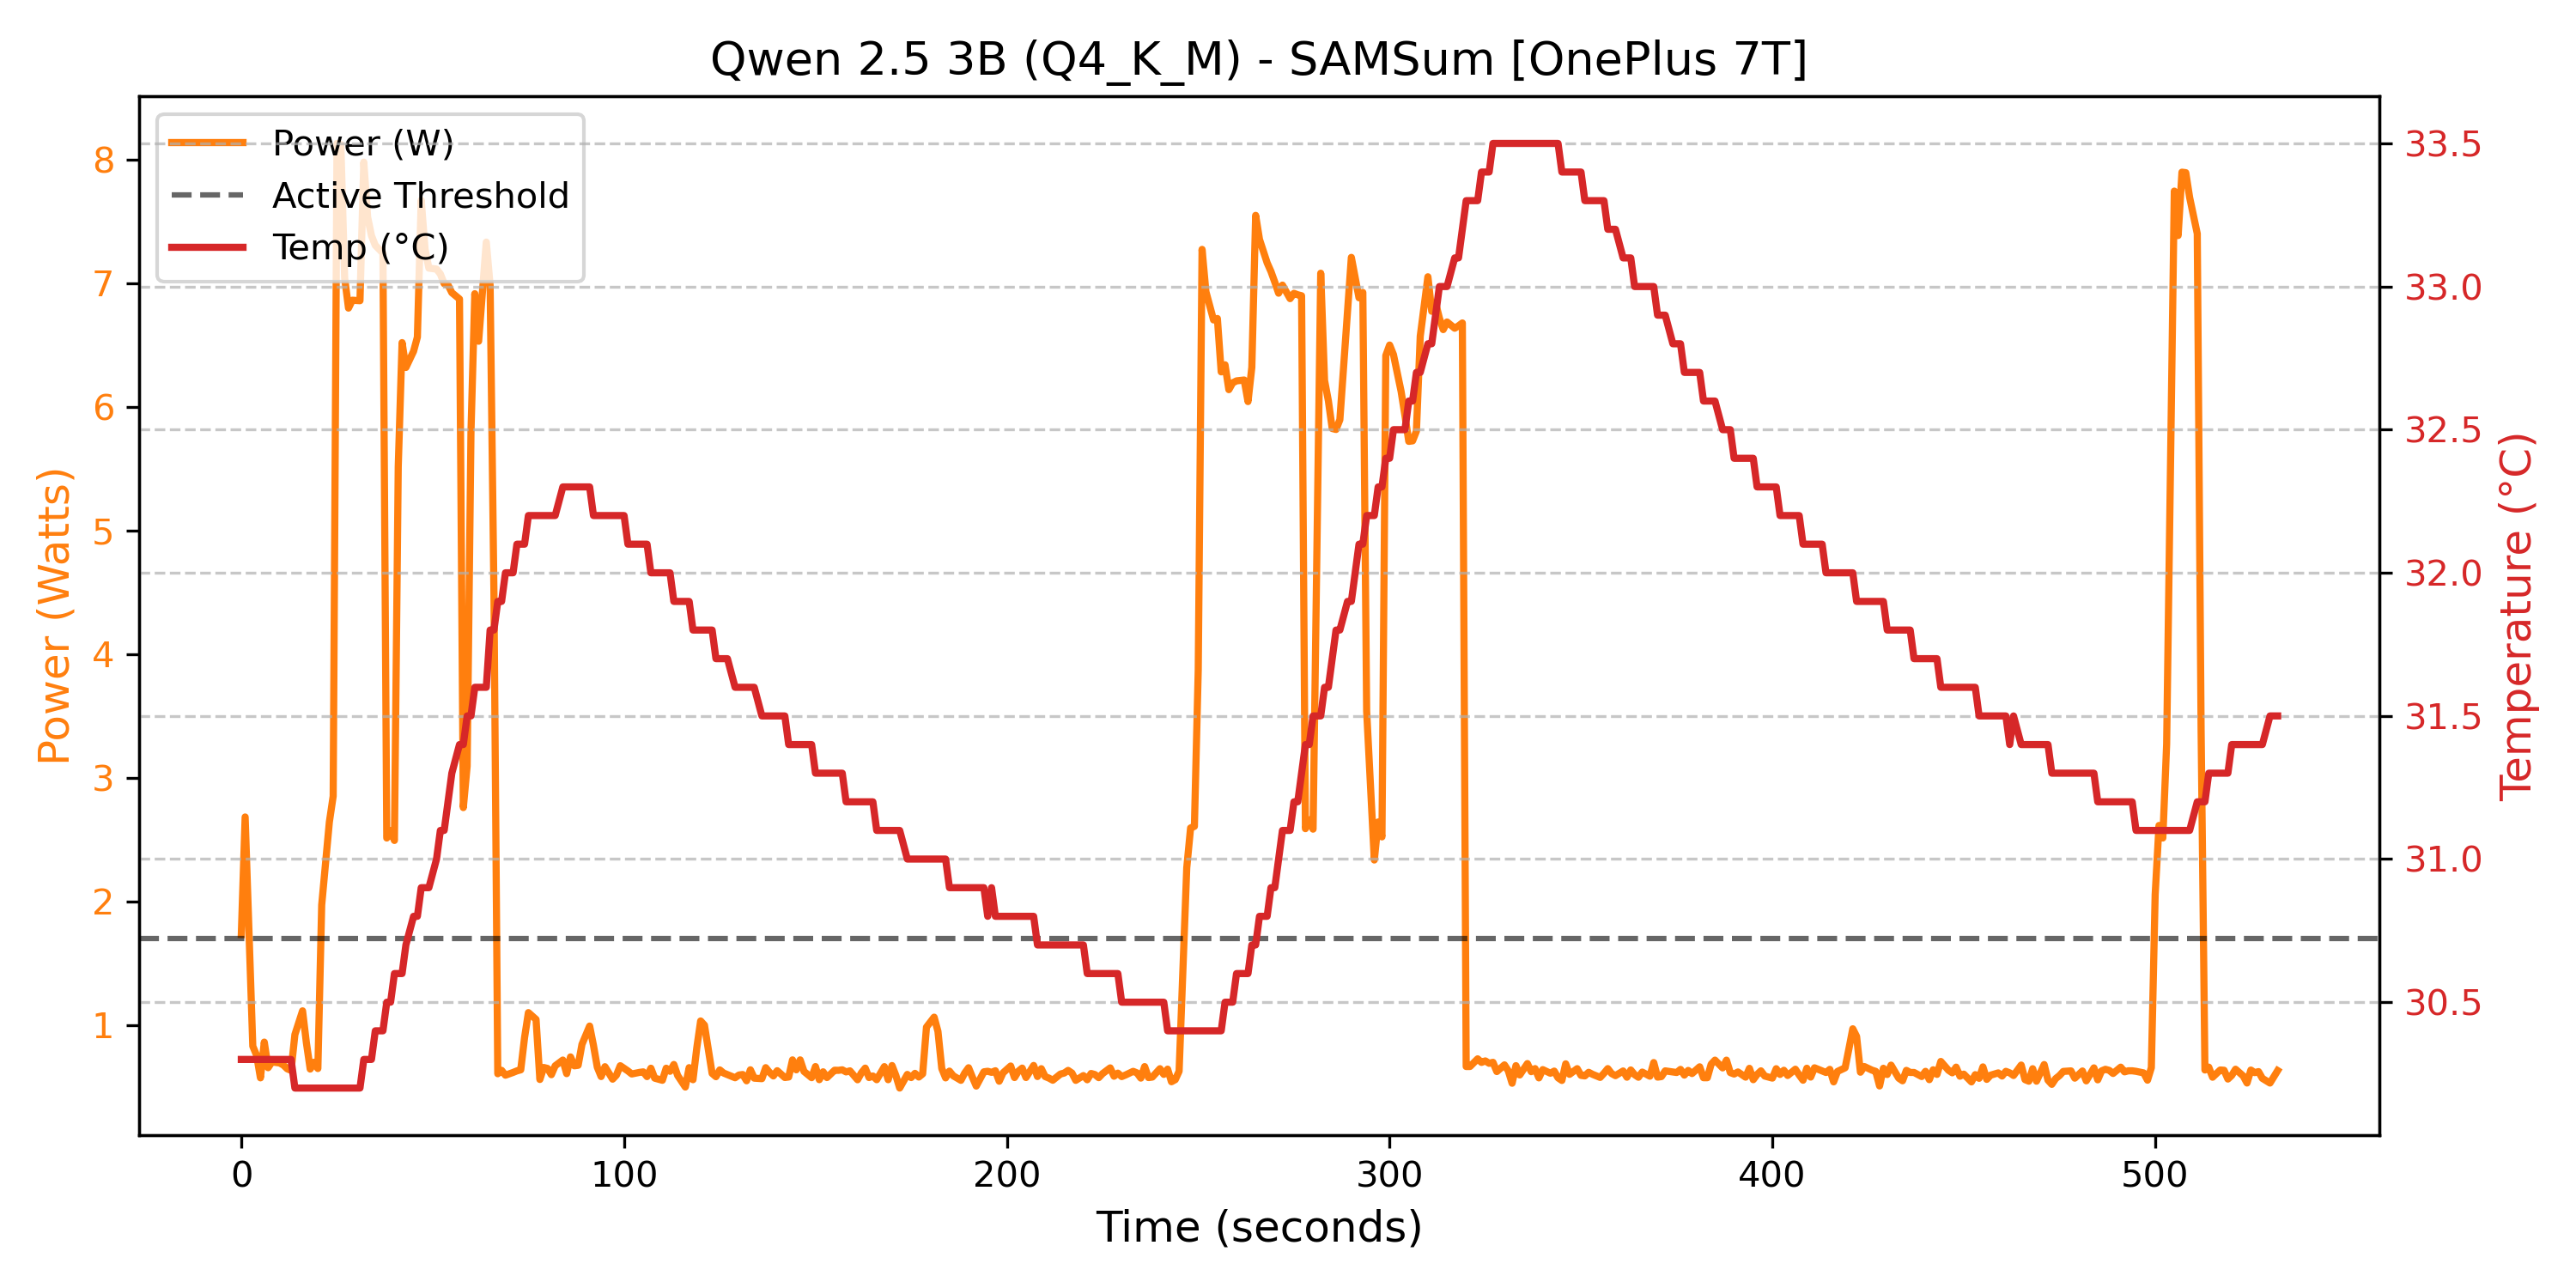 Qwen 2.5 3B (Q4_K_M) - SAMSum [OnePlus 7T]
Power (W)
Active Threshold
Temp (°C)
Power (Watts)
8
7
6
5
4
3
2
1
33.5
33.0
32.5
32.0
31.5
31.0
30.5
Temperature (°C)
0 100 200 300 400 500
Time (seconds)